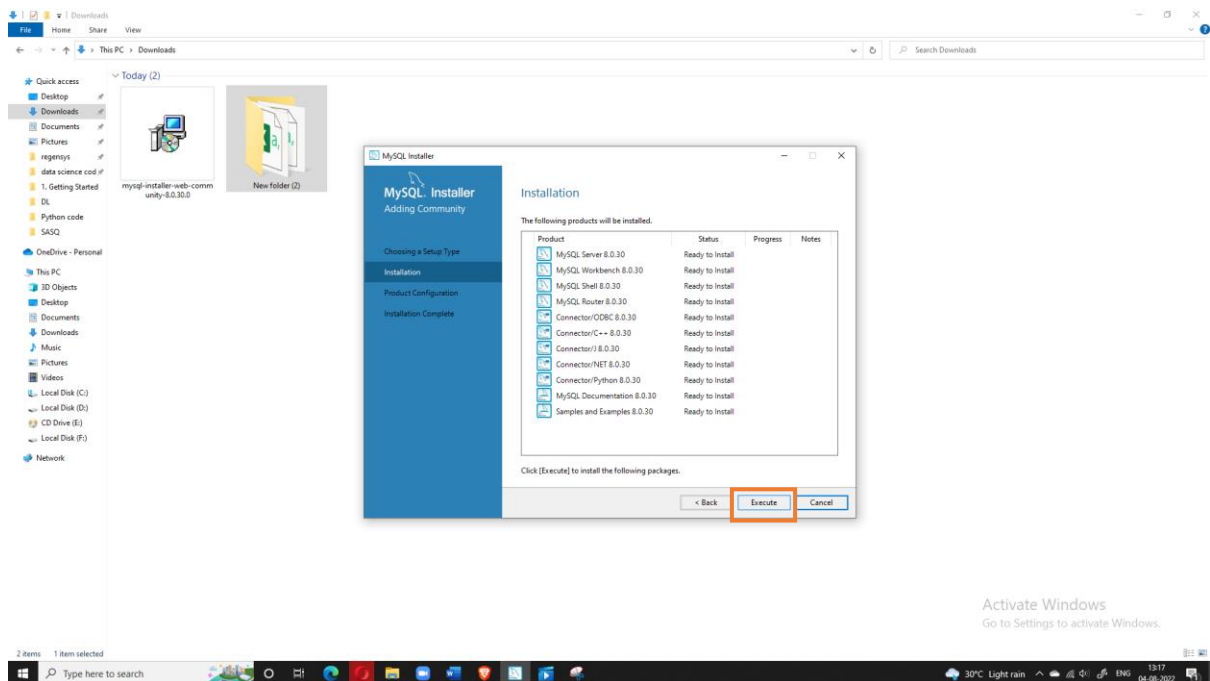 Downloads
File Home Share View
This PC > Downloads
Search Downloads
Quick access
Desktop
Downloads
Documents
Pictures
regensys
data science cod
1. Getting Started
DL
Python code
SASQ
OneDrive - Personal
This PC
3D Objects
Desktop
Documents
Downloads
Music
Pictures
Videos
Local Disk (C:)
Local Disk (D:)
CD Drive (E:)
Local Disk (F:)
Network
Today (2)
mysql-installer-web-comm
unity-8.0.30.0
New folder (2)
MySQL Installer
MySQL. Installer
Adding Community
Choosing a Setup Type
Installation
Product Configuration
Installation Complete
Installation
The following products will be installed.
Product Status Progress Notes
MySQL Server 8.0.30 Ready to Install
MySQL Workbench 8.0.30 Ready to Install
MySQL Shell 8.0.30 Ready to Install
MySQL Router 8.0.30 Ready to Install
Connector/ODBC 8.0.30 Ready to Install
Connector/C++ 8.0.30 Ready to Install
Connector/J 8.0.30 Ready to Install
Connector/NET 8.0.30 Ready to Install
Connector/Python 8.0.30 Ready to Install
MySQL Documentation 8.0.30 Ready to Install
Samples and Examples 8.0.30 Ready to Install
Click [Execute] to install the following packages.
< Back Execute Cancel
Activate Windows
Go to Settings to activate Windows.
2 items 1 item selected
Type here to search
30°C Light rain ENG 13:17
04-08-2022